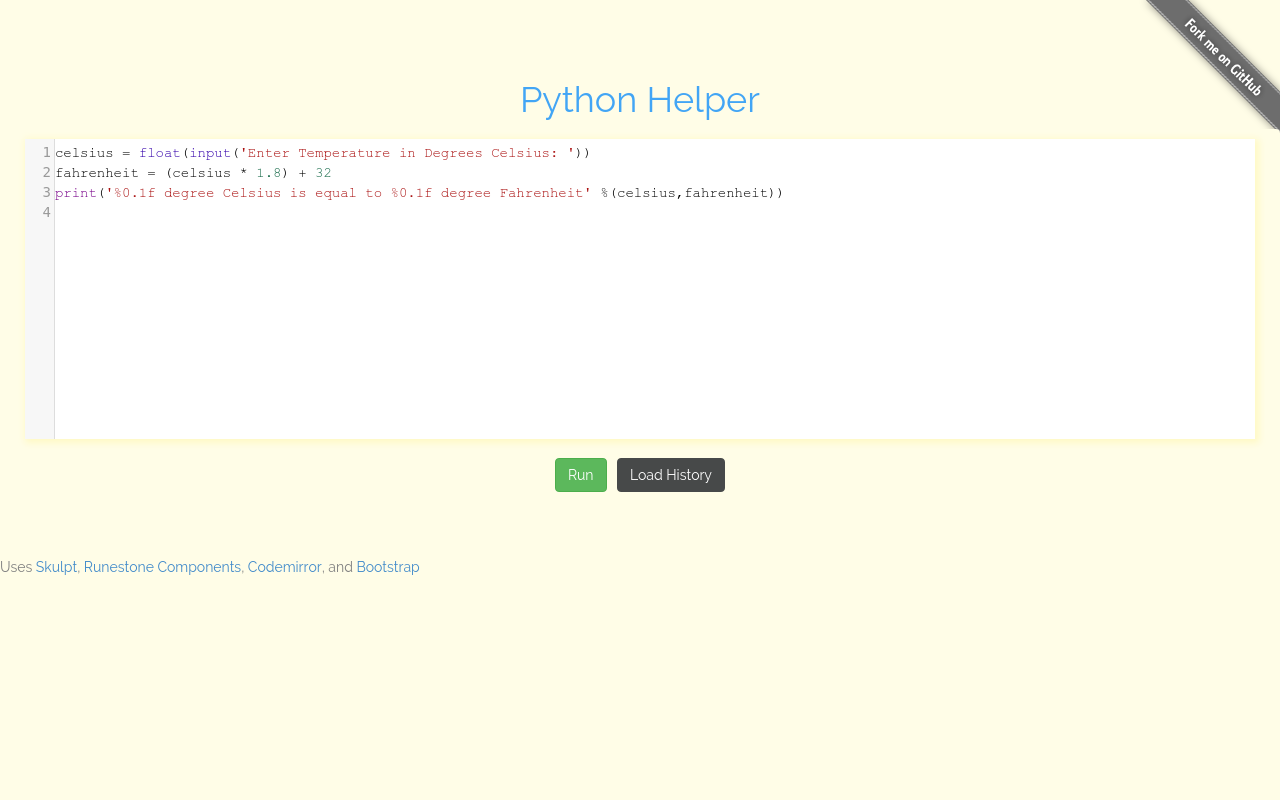 Fork me on GitHub
Python Helper
1 celsius = float(input('Enter Temperature in Degrees Celsius: '))
2 fahrenheit = (celsius * 1.8) + 32
3 print('%0.1f degree Celsius is equal to %0.1f degree Fahrenheit' %(celsius,fahrenheit))
4
Run Load History
Uses Skulpt, Runestone Components, Codemirror, and Bootstrap